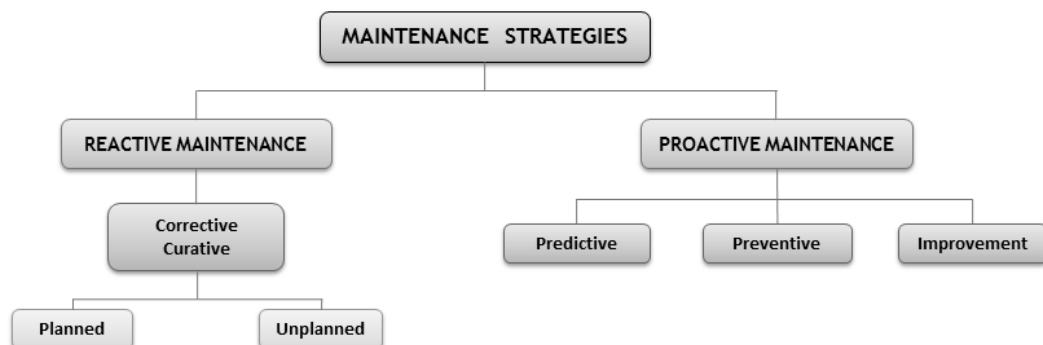 MAINTENANCE STRATEGIES
REACTIVE MAINTENANCE
PROACTIVE MAINTENANCE
Corrective
Curative
Predictive
Preventive
Improvement
Planned
Unplanned